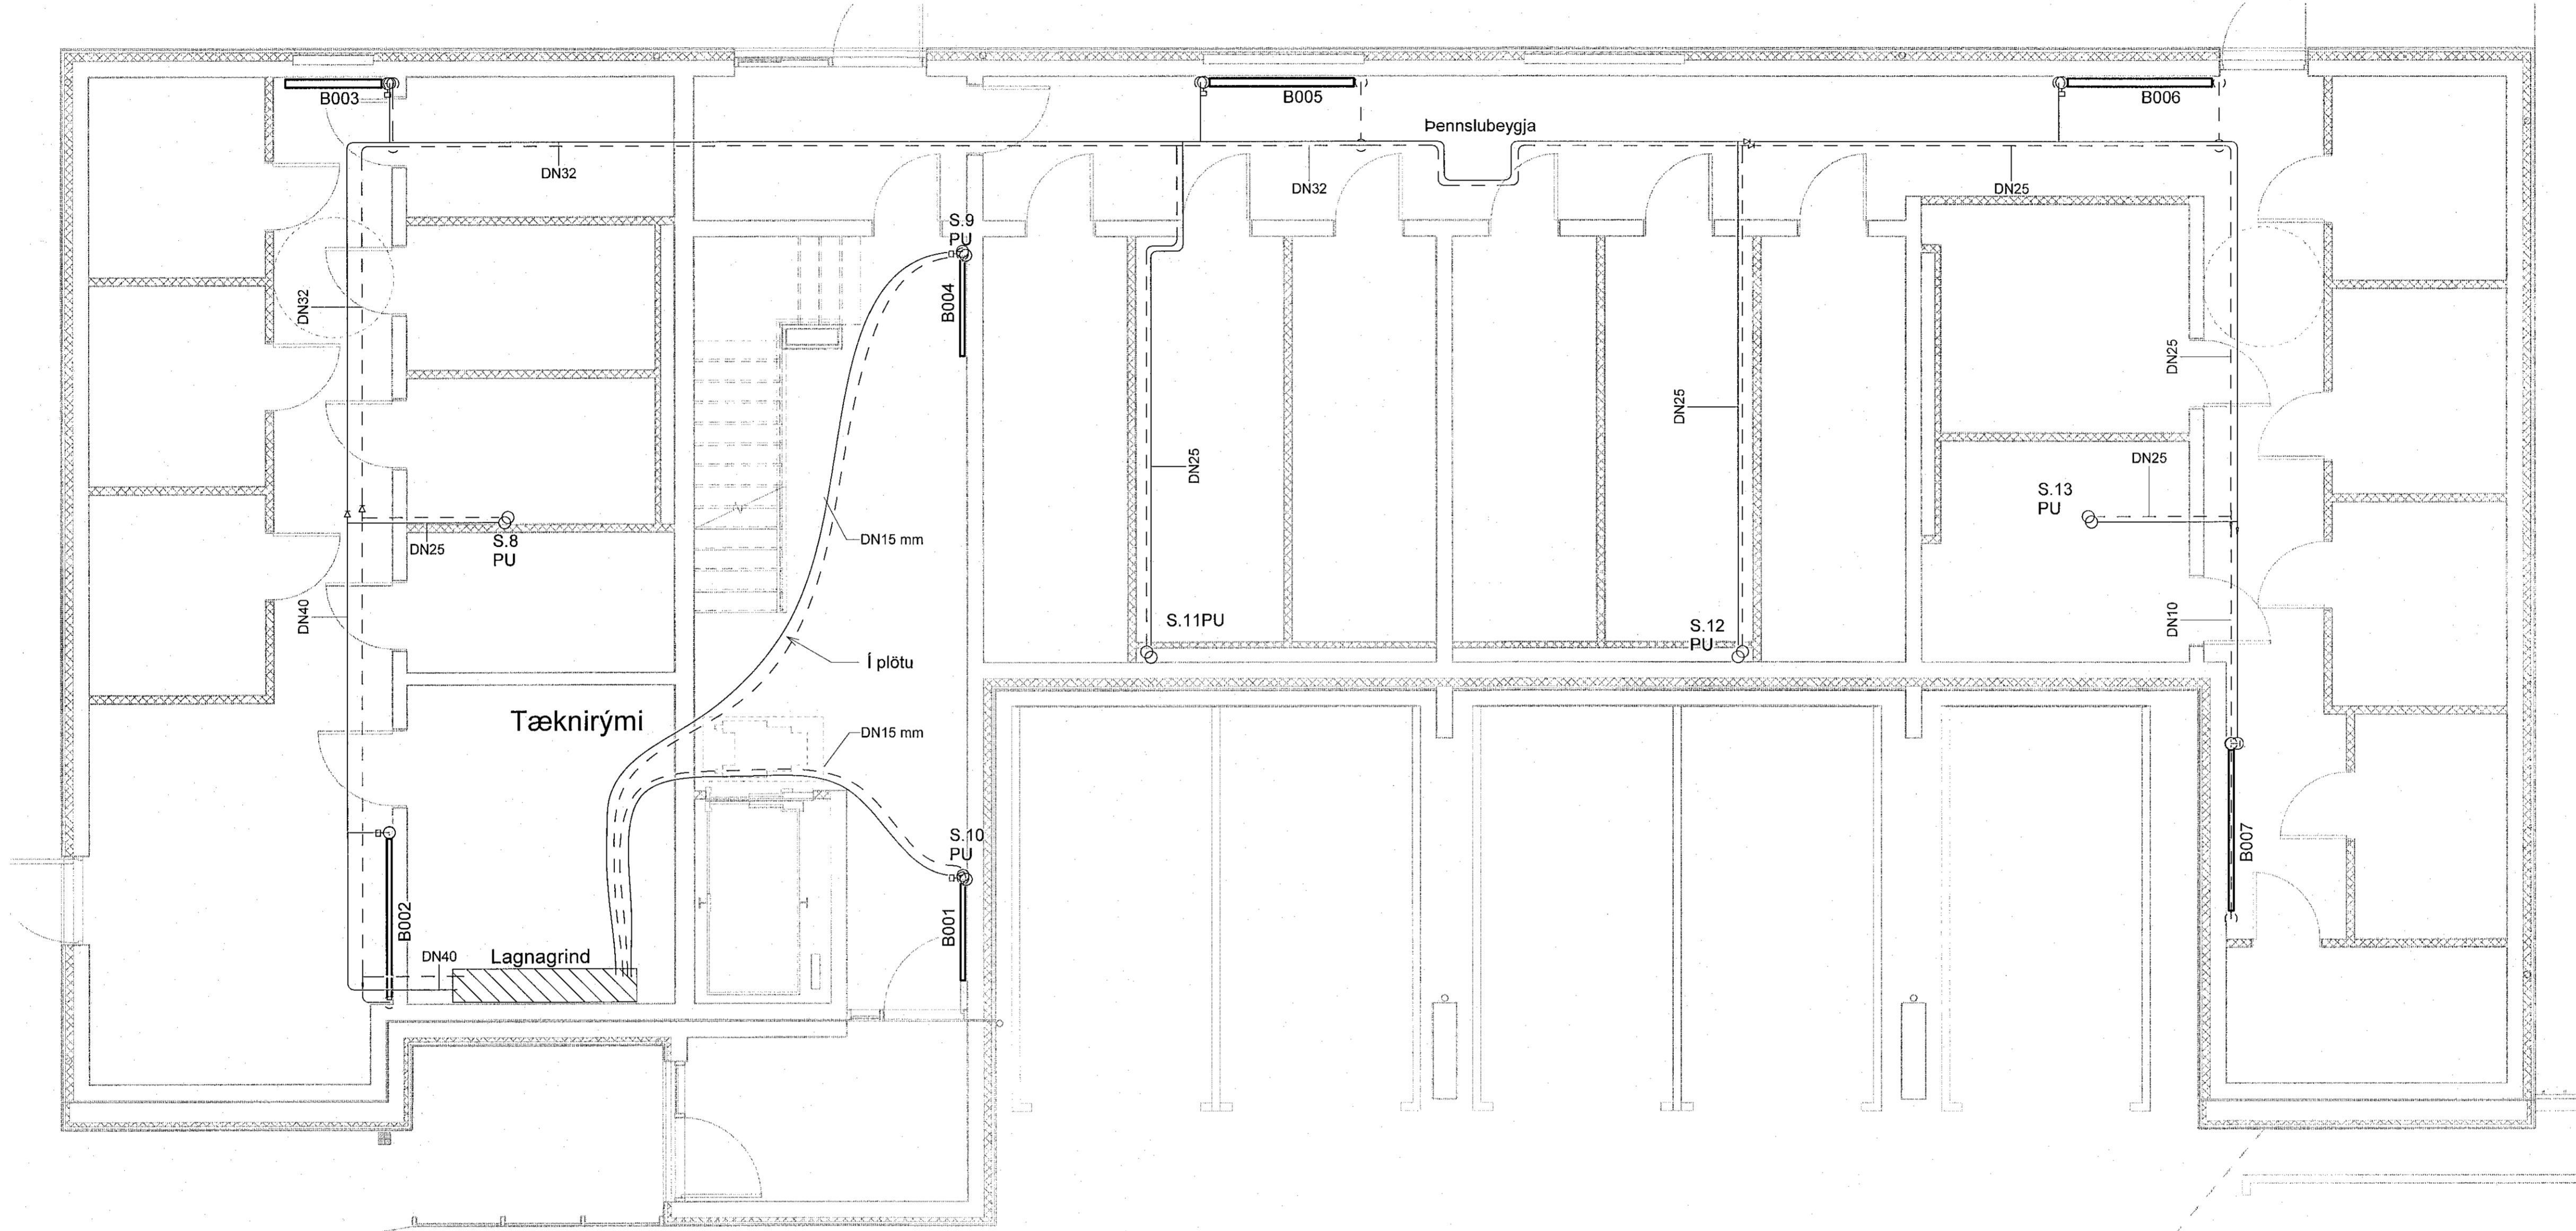 B003
B005
B006
Þennslubeygja
DN32
DN32
DN25
S.9
PU
B004
DN32
DN25
DN25
DN25
DN25
S.13
PU
DN25
S.8
PU
DN15 mm
DN40
S.11PU
S.12
PU
DN10
Í plötu
Tæknirými
DN15 mm
S.10
PU
B007
B002
B001
DN40
Lagnagrind